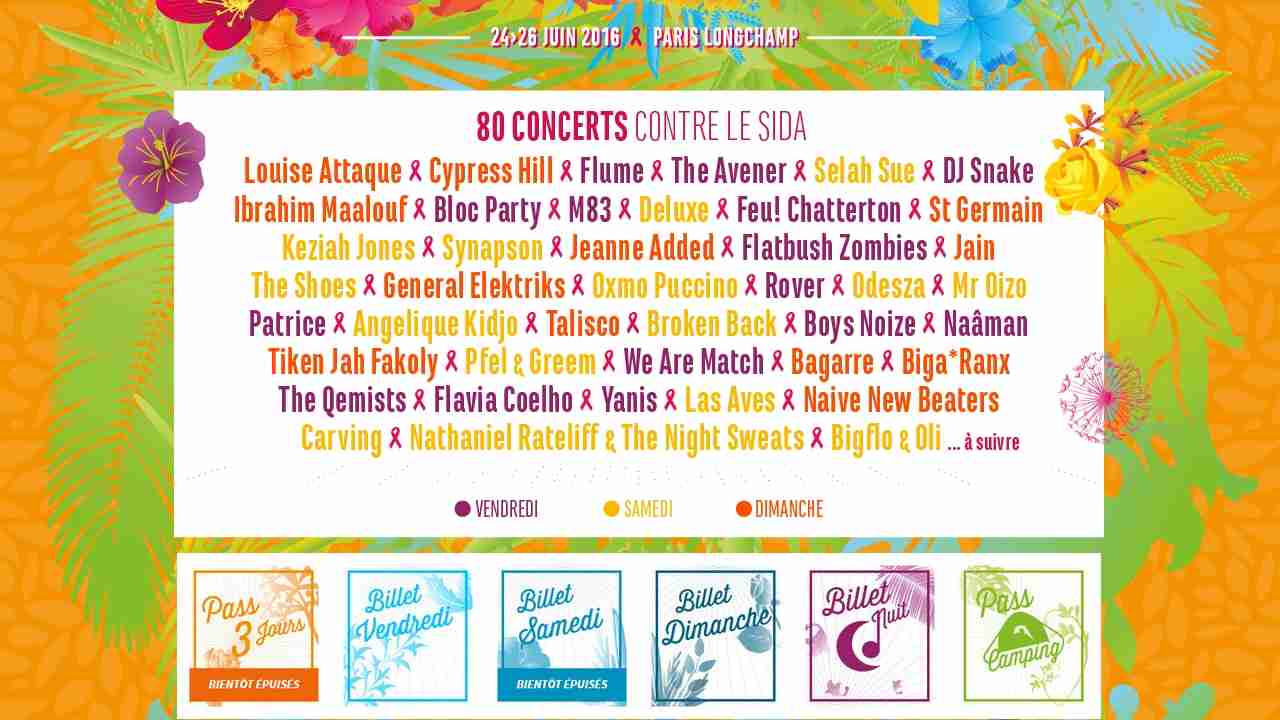 24>26 JUIN 2016 PARIS LONGCHAMP
80 CONCERTS CONTRE LE SIDA
Louise Attaque Cypress Hill Flume The Avener Selah Sue DJ Snake
Ibrahim Maalouf Bloc Party M83 Deluxe Feu! Chatterton St Germain
Keziah Jones Synapson Jeanne Added Flatbush Zombies Jain
The Shoes General Elektriks Oxmo Puccino Rover Odesza Mr Oizo
Patrice Angelique Kidjo Talisco Broken Back Boys Noize Naâman
Tiken Jah Fakoly Pfel & Greem We Are Match Bagarre Biga*Ranx
The Qemists Flavia Coelho Yanis Las Aves Naive New Beaters
Carving Nathaniel Rateliff & The Night Sweats Bigflo & Oli ... à suivre
VENDREDI SAMEDI DIMANCHE
Pass 3 Jours
BIENTÔT ÉPUISÉS
Billet Vendredi
Billet Samedi
BIENTÔT ÉPUISÉS
Billet Dimanche
Billet Nuit
Pass Camping